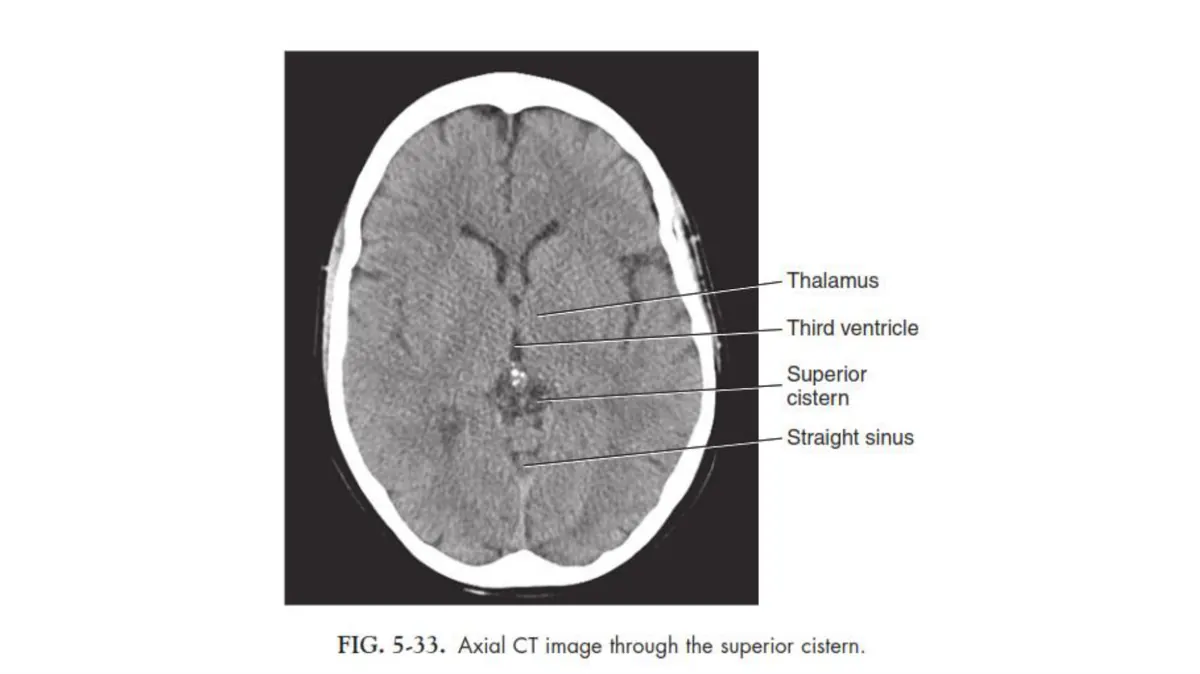 Thalamus
Third ventricle
Superior
cistern
Straight sinus
FIG. 5-33. Axial CT image through the superior cistern.